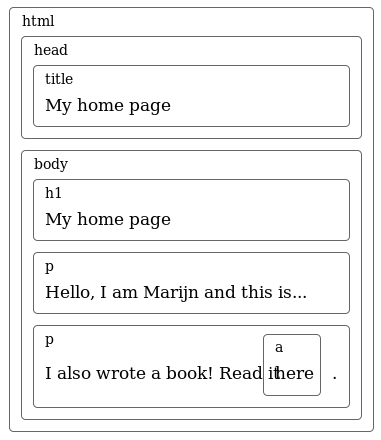 html
head
title
My home page
body
h1
My home page
p
Hello, I am Marijn and this is...
p
a
I also wrote a book! Read it here .